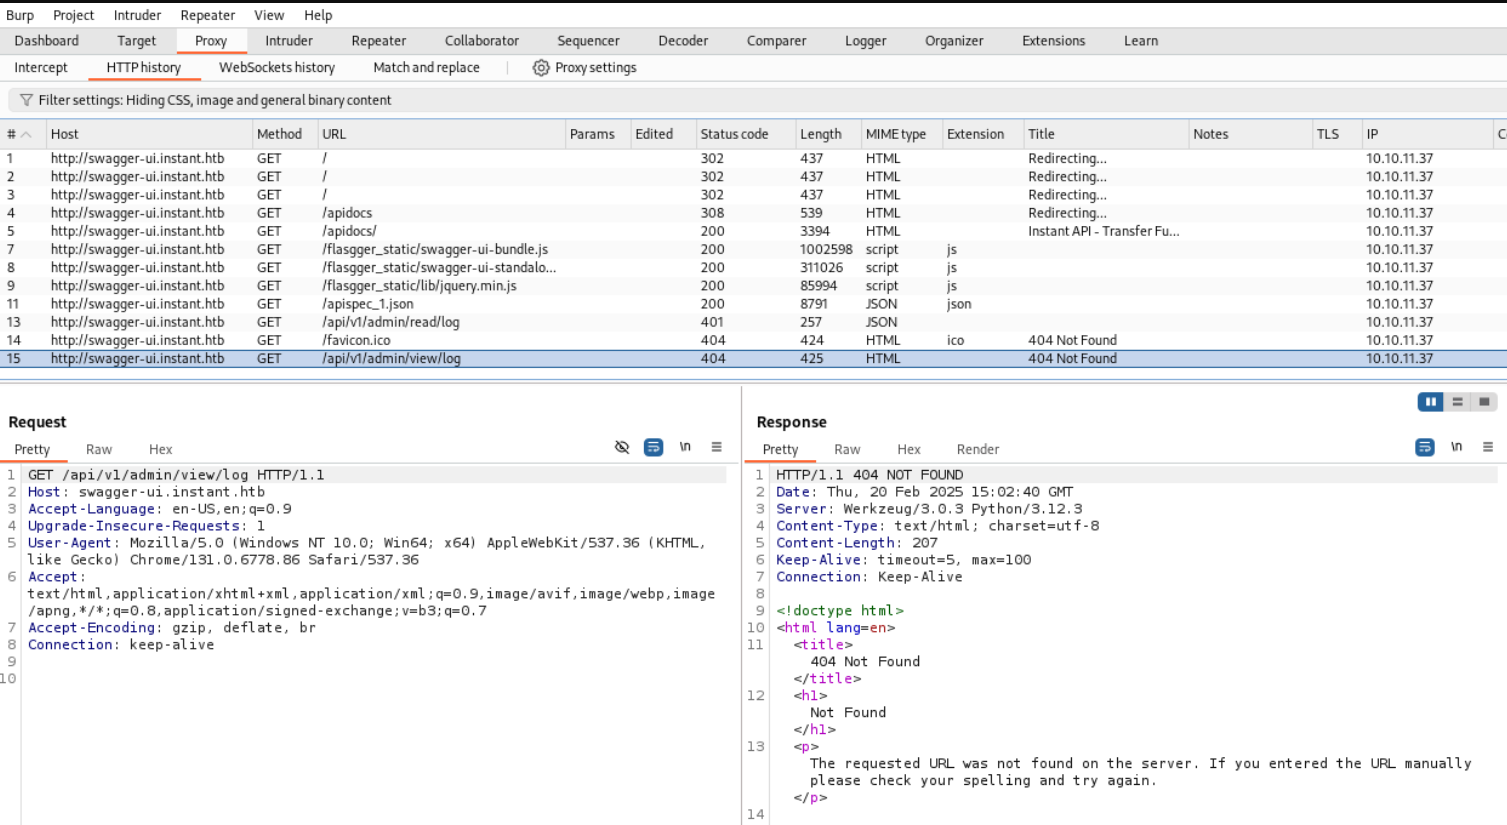 Burp Project Intruder Repeater View Help
Dashboard Target Proxy Intruder Repeater Collaborator Sequencer Decoder Comparer Logger Organizer Extensions Learn
Intercept HTTP history WebSockets history Match and replace Proxy settings
Filter settings: Hiding CSS, image and general binary content
# Host Method URL Params Edited Status code Length MIME type Extension Title Notes TLS IP C
1 http://swagger-ui.instant.htb GET / 302 437 HTML Redirecting... 10.10.11.37
2 http://swagger-ui.instant.htb GET / 302 437 HTML Redirecting... 10.10.11.37
3 http://swagger-ui.instant.htb GET / 302 437 HTML Redirecting... 10.10.11.37
4 http://swagger-ui.instant.htb GET /apidocs 308 539 HTML Redirecting... 10.10.11.37
5 http://swagger-ui.instant.htb GET /apidocs/ 200 3394 HTML Instant API - Transfer Fu... 10.10.11.37
7 http://swagger-ui.instant.htb GET /flasgger_static/swagger-ui-bundle.js 200 1002598 script js 10.10.11.37
8 http://swagger-ui.instant.htb GET /flasgger_static/swagger-ui-standalo... 200 311026 script js 10.10.11.37
9 http://swagger-ui.instant.htb GET /flasgger_static/lib/jquery.min.js 200 85994 script js 10.10.11.37
11 http://swagger-ui.instant.htb GET /apispec_1.json 200 8791 JSON json 10.10.11.37
13 http://swagger-ui.instant.htb GET /api/v1/admin/read/log 401 257 JSON 10.10.11.37
14 http://swagger-ui.instant.htb GET /favicon.ico 404 424 HTML ico 404 Not Found 10.10.11.37
15 http://swagger-ui.instant.htb GET /api/v1/admin/view/log 404 425 HTML 404 Not Found 10.10.11.37
Request
Pretty Raw Hex \n
1 GET /api/v1/admin/view/log HTTP/1.1
2 Host: swagger-ui.instant.htb
3 Accept-Language: en-US,en;q=0.9
4 Upgrade-Insecure-Requests: 1
5 User-Agent: Mozilla/5.0 (Windows NT 10.0; Win64; x64) AppleWebKit/537.36 (KHTML,
like Gecko) Chrome/131.0.6778.86 Safari/537.36
6 Accept:
text/html,application/xhtml+xml,application/xml;q=0.9,image/avif,image/webp,image
/apng,*/*;q=0.8,application/signed-exchange;v=b3;q=0.7
7 Accept-Encoding: gzip, deflate, br
8 Connection: keep-alive
9
10
Response
Pretty Raw Hex Render \n
1 HTTP/1.1 404 NOT FOUND
2 Date: Thu, 20 Feb 2025 15:02:40 GMT
3 Server: Werkzeug/3.0.3 Python/3.12.3
4 Content-Type: text/html; charset=utf-8
5 Content-Length: 207
6 Keep-Alive: timeout=5, max=100
7 Connection: Keep-Alive
8
9 <!doctype html>
10 <html lang=en>
11 <title>
404 Not Found
</title>
12 <h1>
Not Found
</h1>
13 <p>
The requested URL was not found on the server. If you entered the URL manually
please check your spelling and try again.
</p>
14